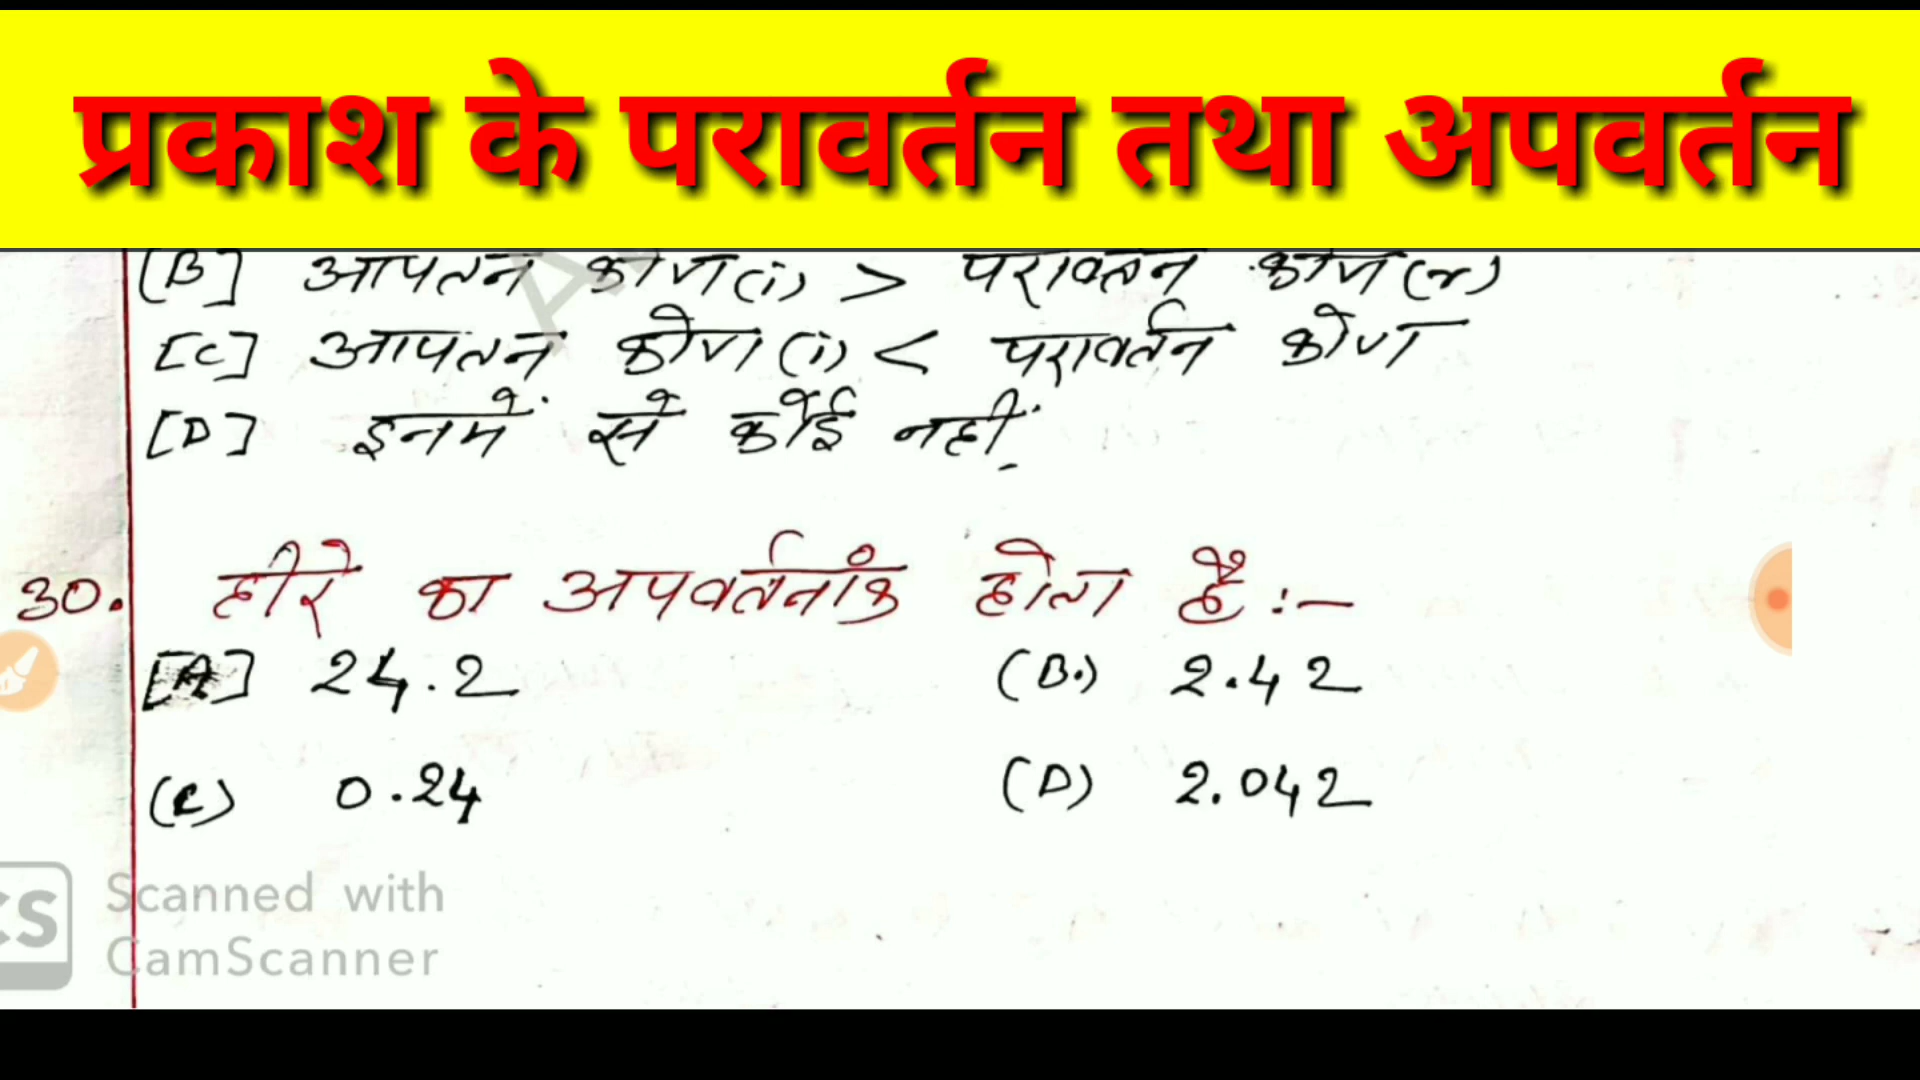 प्रकाश के परावर्तन तथा अपवर्तन
[B] आपतन कोण (i) > परावर्तन कोण (r)
[C] आपतन कोण (i) < परावर्तन कोण
[D] इनमें से कोई नहीं.
30. हीरे का अपवर्तनांक होता है :-
[A] 24.2 (B.) 2.42
(C) 0.24 (D) 2.042
CS Scanned with
CamScanner